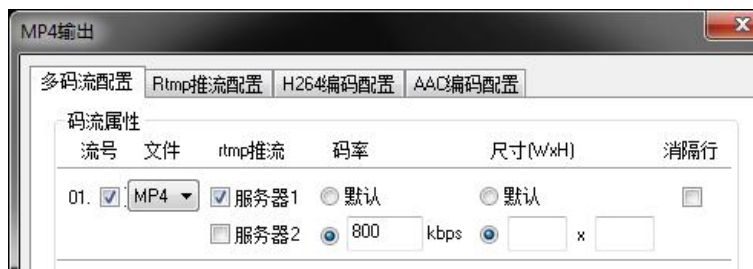 MP4输出
多码流配置 Rtmp推流配置 H264编码配置 AAC编码配置
码流属性
流号 文件 rtmp推流 码率 尺寸(WxH) 消隔行
01. MP4 服务器1 默认 默认
服务器2 800 kbps x